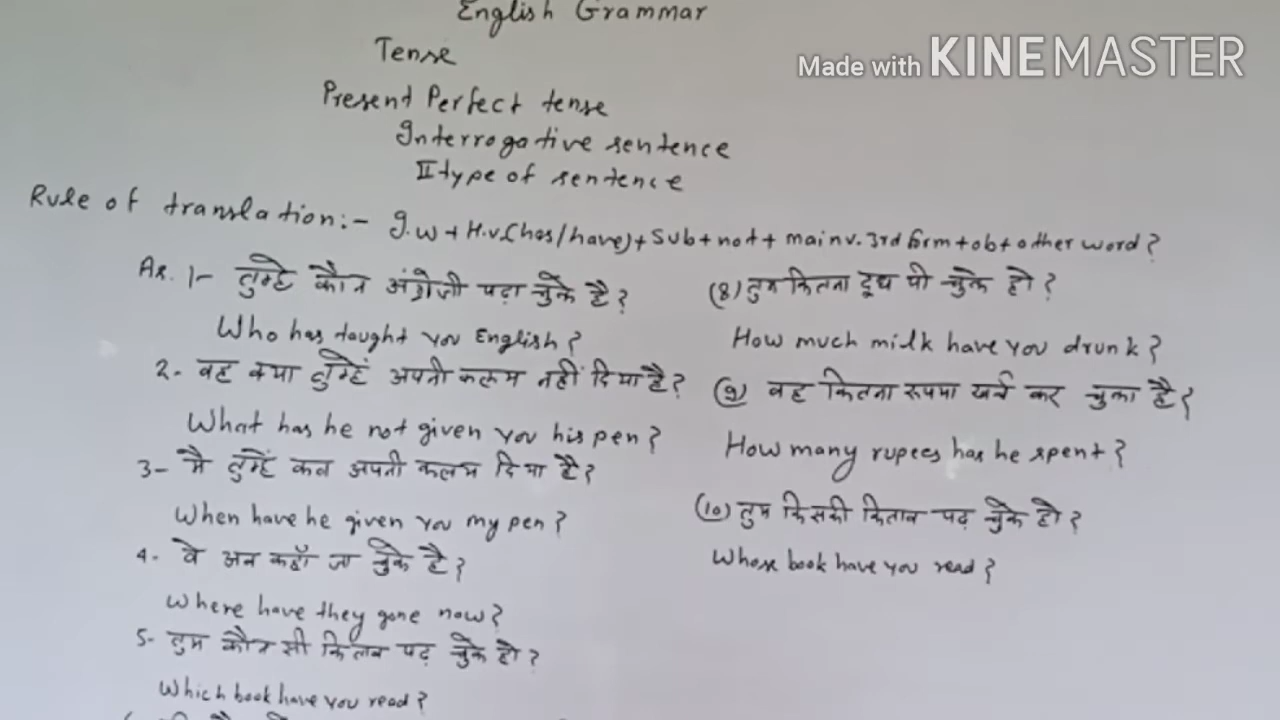 English Grammar
Made with KINEMASTER
Tense
Present Perfect tense
Interrogative sentence
II type of sentence
Rule of translation:- I.w + H.v.(has/have)+ Sub+not+ mainv. 3rd form+ob+other word?
As. 1- तुम्हे कौन अंग्रेजी पढ़ा चुके है?
Who has taught you English?
2- वह क्या तुम्हें अपनी कलम नहीं दिया है?
What has he not given you his pen?
3- मै तुम्हें कब अपनी कलम दिया है?
When have he given you my pen?
4- वे अब कहाँ जा चुके है?
Where have they gone now?
5- तुम कौन सी किताब पढ़ चुके हो?
Which book have you read?
(8) तुम कितना दूध पी चुके हो?
How much milk have you drunk?
(9) वह कितना रूपया खर्च कर चुका है?
How many rupees has he spent?
(10) तुम किसकी किताब पढ़ चुके हो?
Whose book have you read?